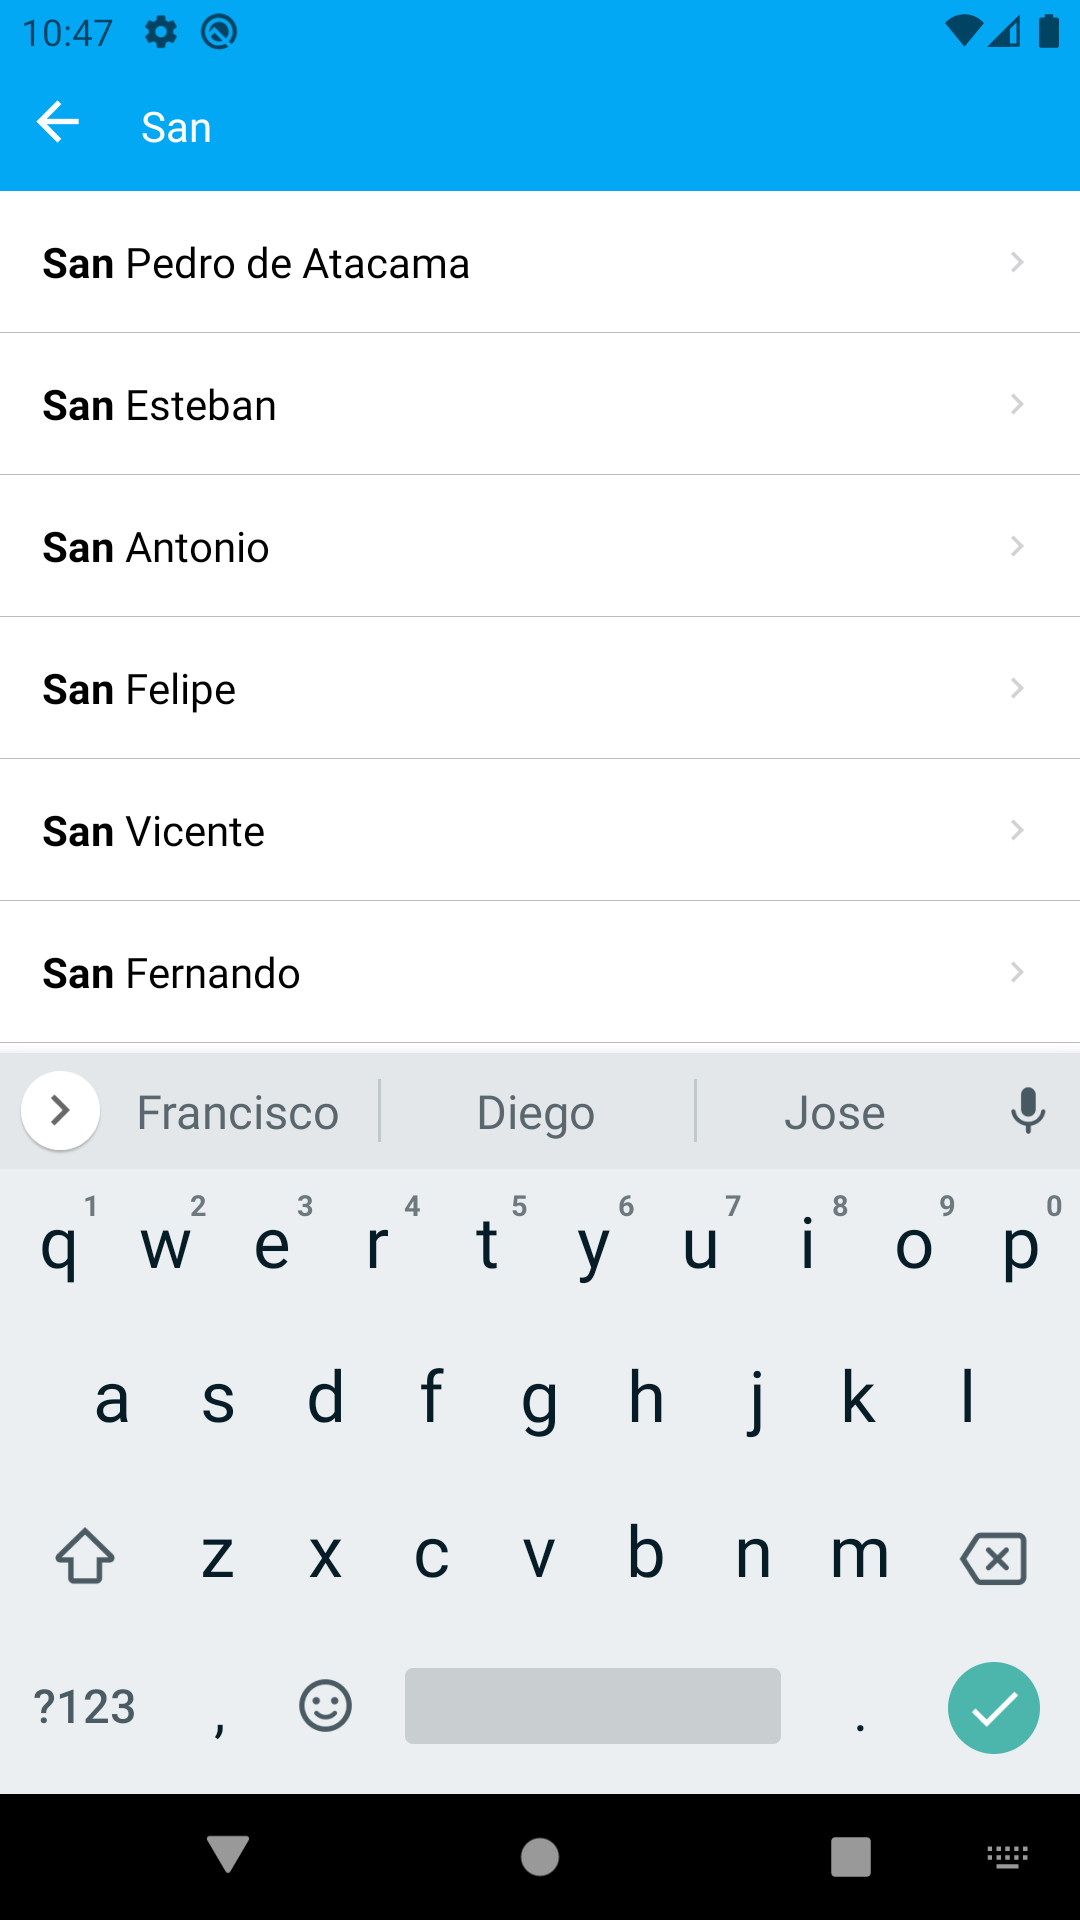 10:47
San
San Pedro de Atacama
San Esteban
San Antonio
San Felipe
San Vicente
San Fernando
Francisco Diego Jose
1 2 3 4 5 6 7 8 9 0
q w e r t y u i o p
a s d f g h j k l
z x c v b n m
?123 , .